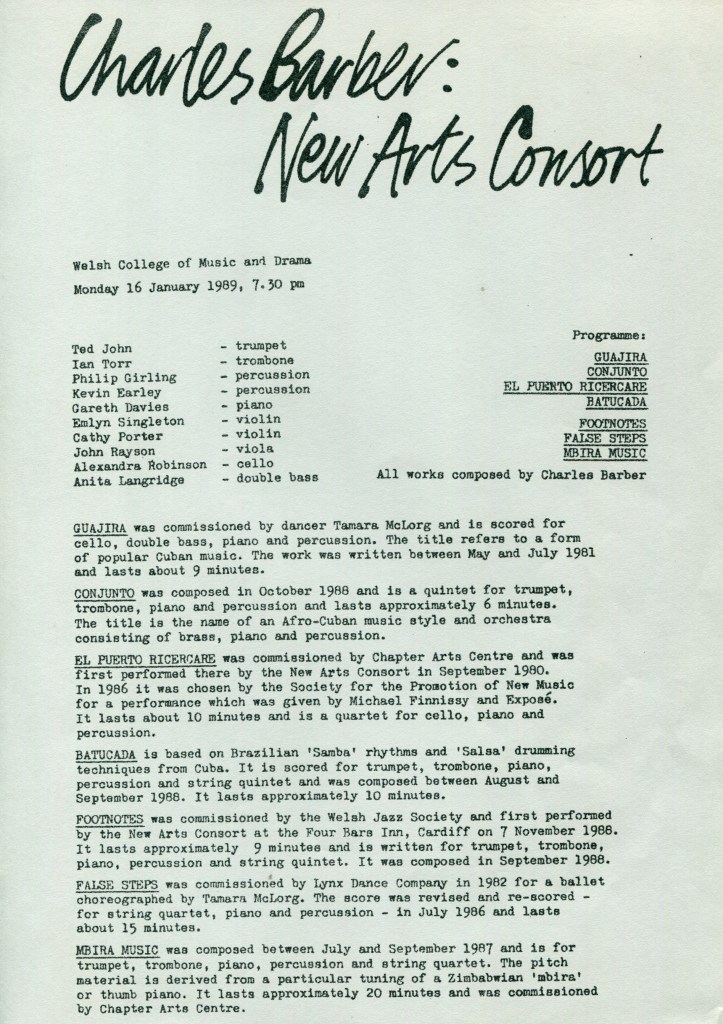 Charles Barber:
New Arts Consort
Welsh College of Music and Drama
Monday 16 January 1989, 7.30 pm
Ted John - trumpet
Ian Torr - trombone
Philip Girling - percussion
Kevin Earley - percussion
Gareth Davies - piano
Emlyn Singleton - violin
Cathy Porter - violin
John Rayson - viola
Alexandra Robinson - cello
Anita Langridge - double bass
Programme:
GUAJIRA
CONJUNTO
EL PUERTO RICERCARE
BATUCADA
FOOTNOTES
FALSE STEPS
MBIRA MUSIC
All works composed by Charles Barber
GUAJIRA was commissioned by dancer Tamara McLorg and is scored for
cello, double bass, piano and percussion. The title refers to a form
of popular Cuban music. The work was written between May and July 1981
and lasts about 9 minutes.
CONJUNTO was composed in October 1988 and is a quintet for trumpet,
trombone, piano and percussion and lasts approximately 6 minutes.
The title is the name of an Afro-Cuban music style and orchestra
consisting of brass, piano and percussion.
EL PUERTO RICERCARE was commissioned by Chapter Arts Centre and was
first performed there by the New Arts Consort in September 1980.
In 1986 it was chosen by the Society for the Promotion of New Music
for a performance which was given by Michael Finnissy and Exposé.
It lasts about 10 minutes and is a quartet for cello, piano and
percussion.
BATUCADA is based on Brazilian 'Samba' rhythms and 'Salsa' drumming
techniques from Cuba. It is scored for trumpet, trombone, piano,
percussion and string quintet and was composed between August and
September 1988. It lasts approximately 10 minutes.
FOOTNOTES was commissioned by the Welsh Jazz Society and first performed
by the New Arts Consort at the Four Bars Inn, Cardiff on 7 November 1988.
It lasts approximately 9 minutes and is written for trumpet, trombone,
piano, percussion and string quintet. It was composed in September 1988.
FALSE STEPS was commissioned by Lynx Dance Company in 1982 for a ballet
choreographed by Tamara McLorg. The score was revised and re-scored -
for string quartet, piano and percussion - in July 1986 and lasts
about 15 minutes.
MBIRA MUSIC was composed between July and September 1987 and is for
trumpet, trombone, piano, percussion and string quartet. The pitch
material is derived from a particular tuning of a Zimbabwian 'mbira'
or thumb piano. It lasts approximately 20 minutes and was commissioned
by Chapter Arts Centre.